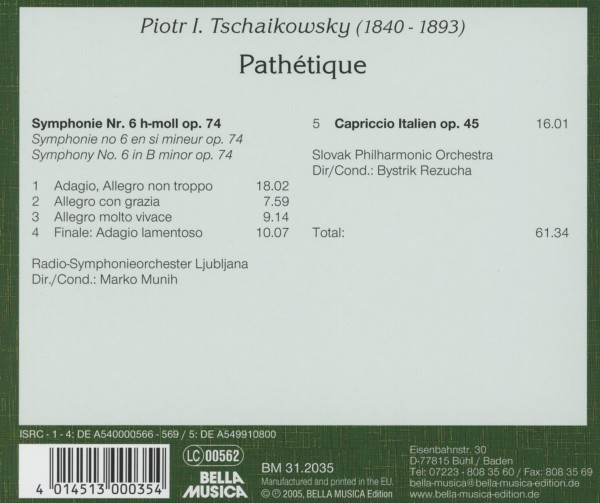 Piotr I. Tschaikowsky (1840 - 1893)
Pathétique
Symphonie Nr. 6 h-moll op. 74
Symphonie no 6 en si mineur op. 74
Symphony No. 6 in B minor op. 74
1 Adagio, Allegro non troppo 18.02
2 Allegro con grazia 7.59
3 Allegro molto vivace 9.14
4 Finale: Adagio lamentoso 10.07
Radio-Symphonieorchester Ljubljana
Dir./Cond.: Marko Munih
5 Capriccio Italien op. 45 16.01
Slovak Philharmonic Orchestra
Dir/Cond.: Bystrik Rezucha
Total: 61.34
ISRC - 1 - 4: DE A540000566 - 569 / 5: DE A549910800
4 014513 000354
LC 00562
BELLA
MUSICA
BM 31.2035
Manufactured and printed in the EU.
℗ © 2005, BELLA MUSICA Edition
Eisenbahnstr. 30
D-77815 Bühl / Baden
Tel.: 07223 - 808 35 60 / Fax: - 808 35 69
bella-musica@bella-musica-edition.de
www.bella-musica-edition.de